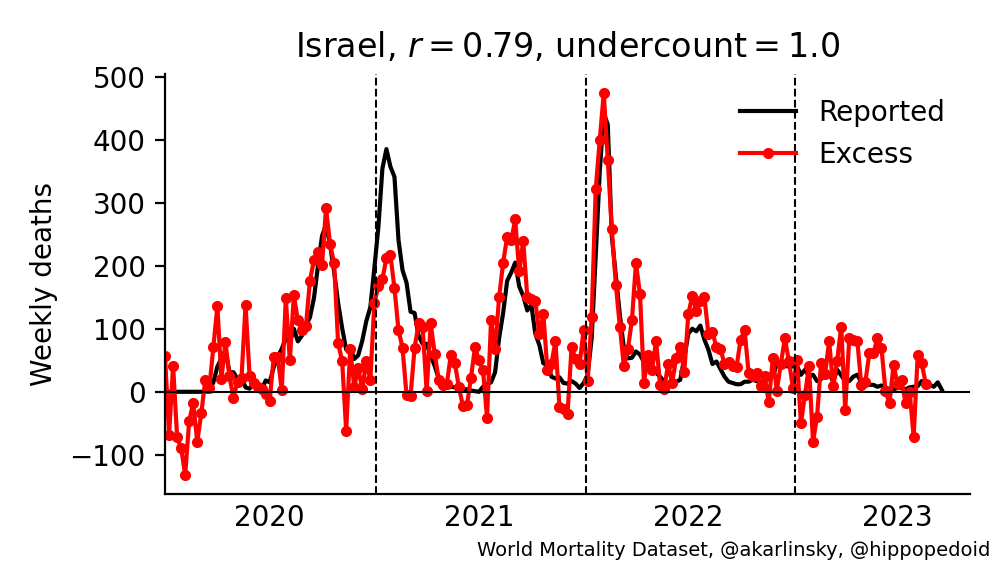 Israel, r = 0.79, undercount = 1.0
Weekly deaths
500
400
300
200
100
0
−100
Reported
Excess
2020 2021 2022 2023
World Mortality Dataset, @akarlinsky, @hippopedoid